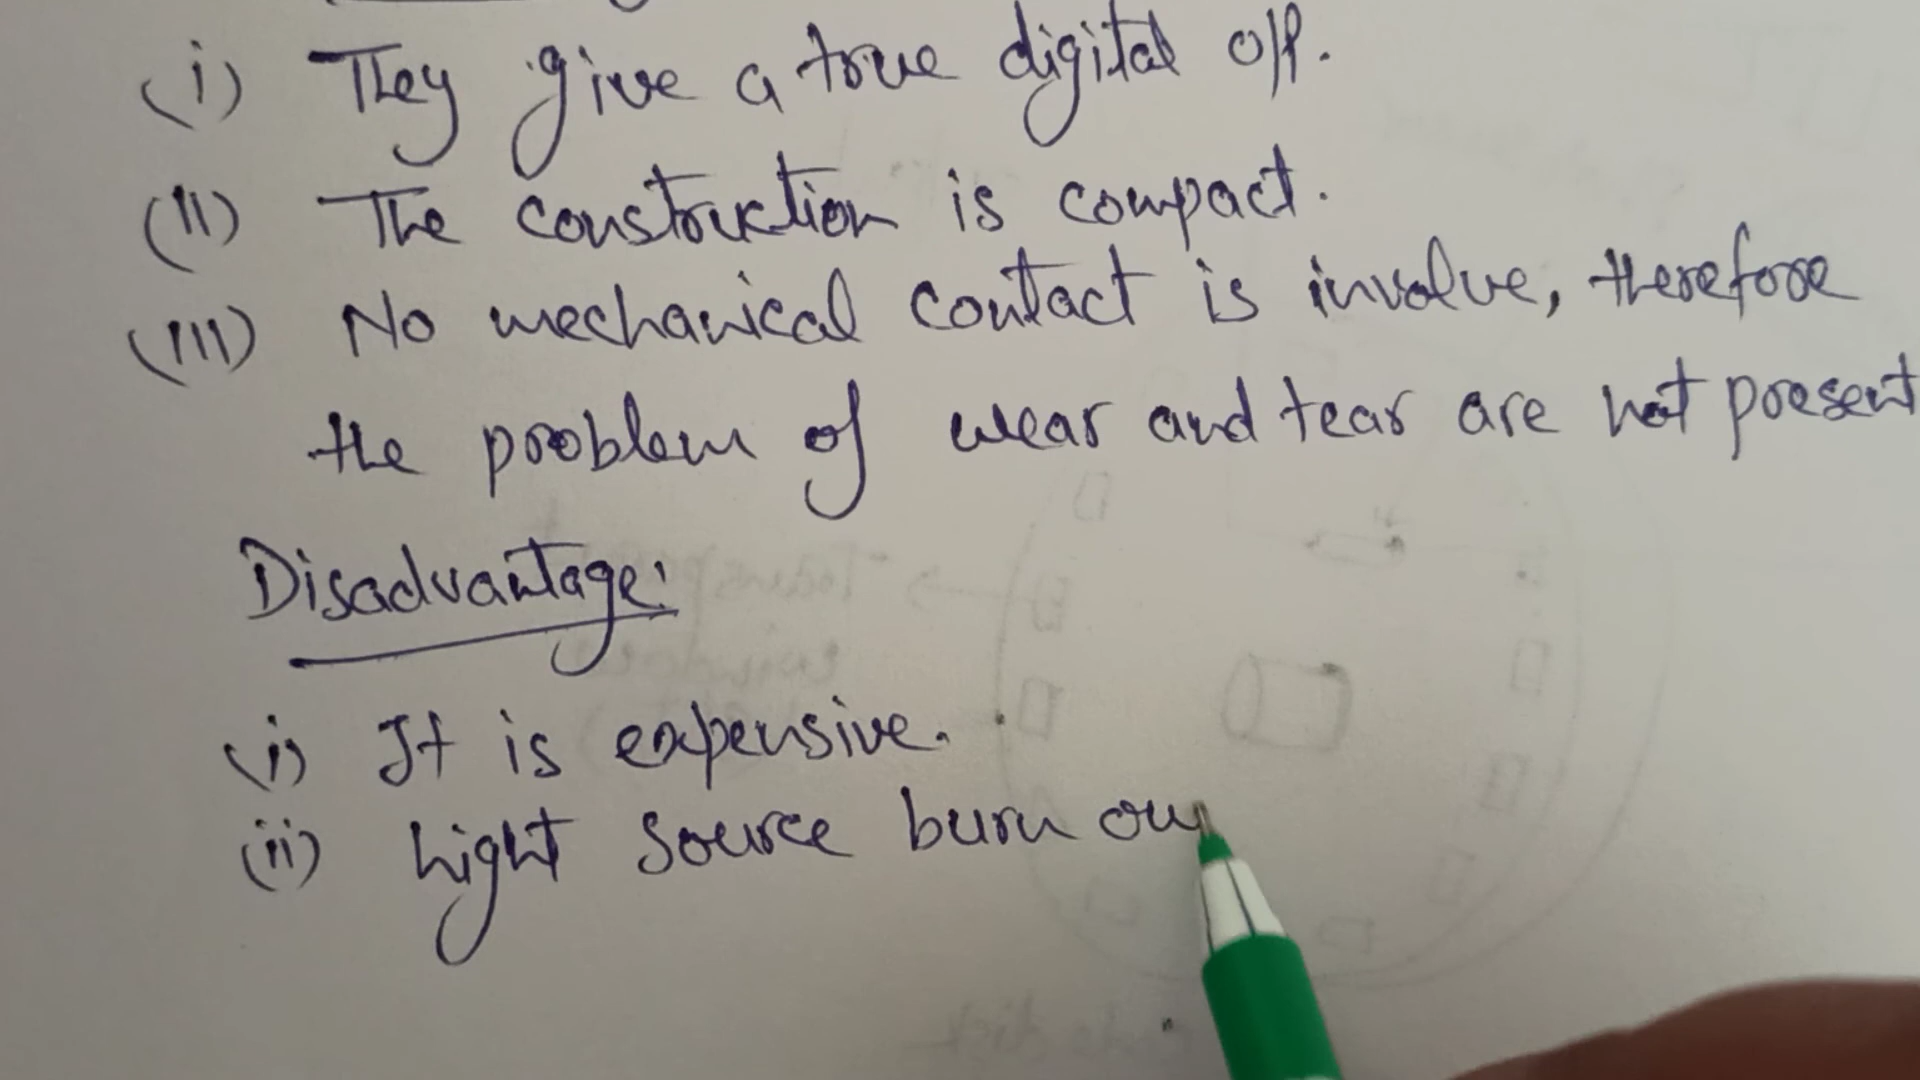 (i) They give a true digital o/p.
(II) The construction is compact.
(III) No mechanical contact is involve, therefore
the problem of wear and tear are not present
Disadvantage:
(i) It is expensive.
(ii) Light source burn ou